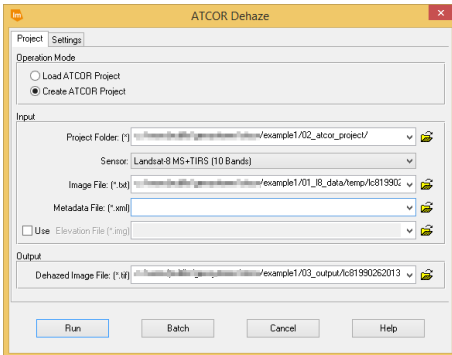 ATCOR Dehaze
Project Settings
Operation Mode
Load ATCOR Project
Create ATCOR Project
Input
Project Folder: (*) /example1/02_atcor_project/
Sensor: Landsat-8 MS+TIRS (10 Bands)
Image File: (*.txt) /example1/01_l8_data/temp/lc819902
Metadata File: (*.xml)
Use Elevation File (*.img)
Output
Dehazed Image File: (*.tif) /example1/03_output/lc81990262013
Run Batch Cancel Help